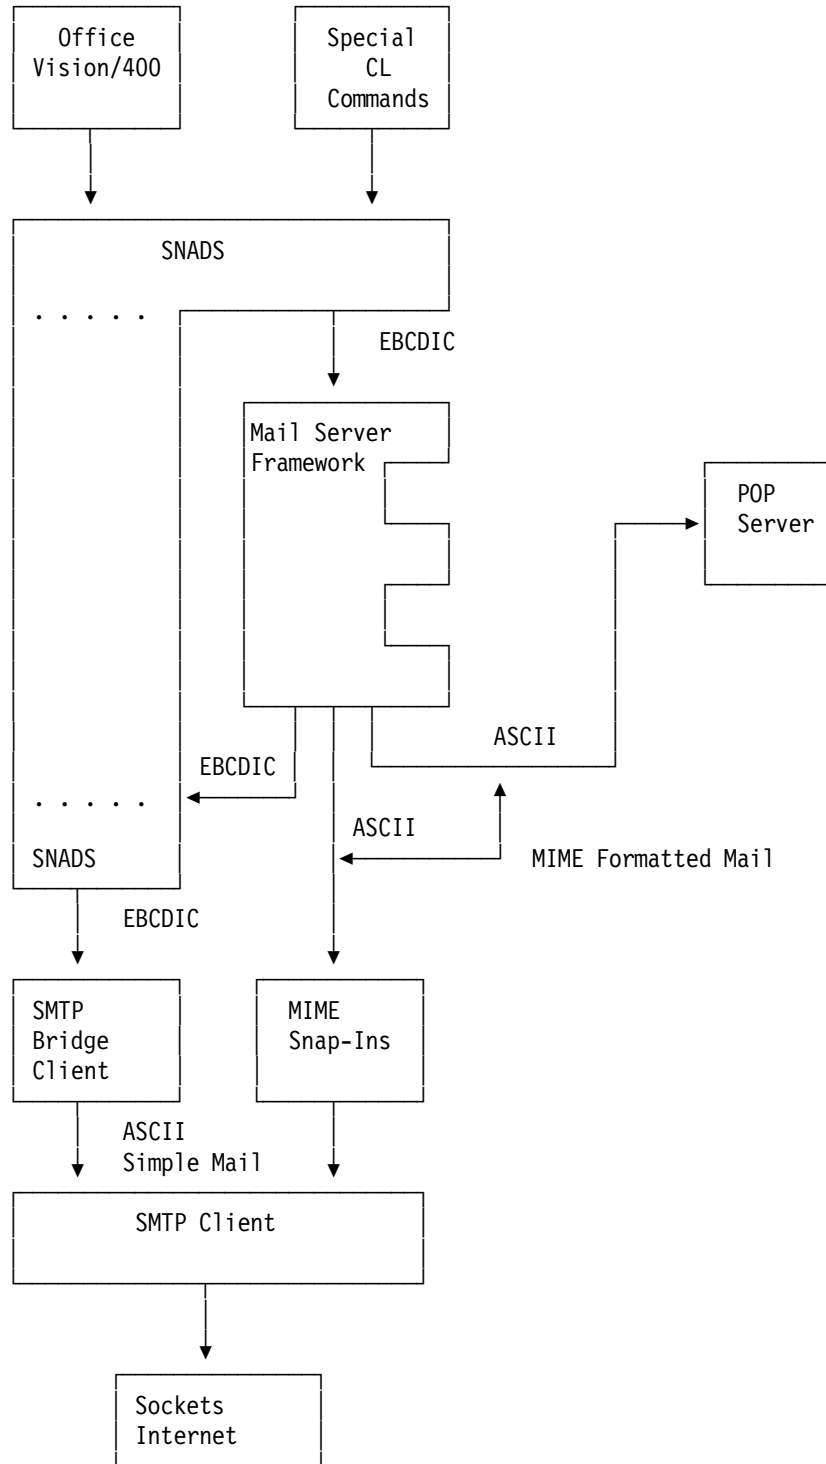 Office
Vision/400
Special
CL
Commands
SNADS
. . . . .
EBCDIC
Mail Server
Framework
POP
Server
ASCII
EBCDIC
. . . . .
ASCII
SNADS
MIME Formatted Mail
EBCDIC
SMTP
Bridge
Client
MIME
Snap-Ins
ASCII
Simple Mail
SMTP Client
Sockets
Internet